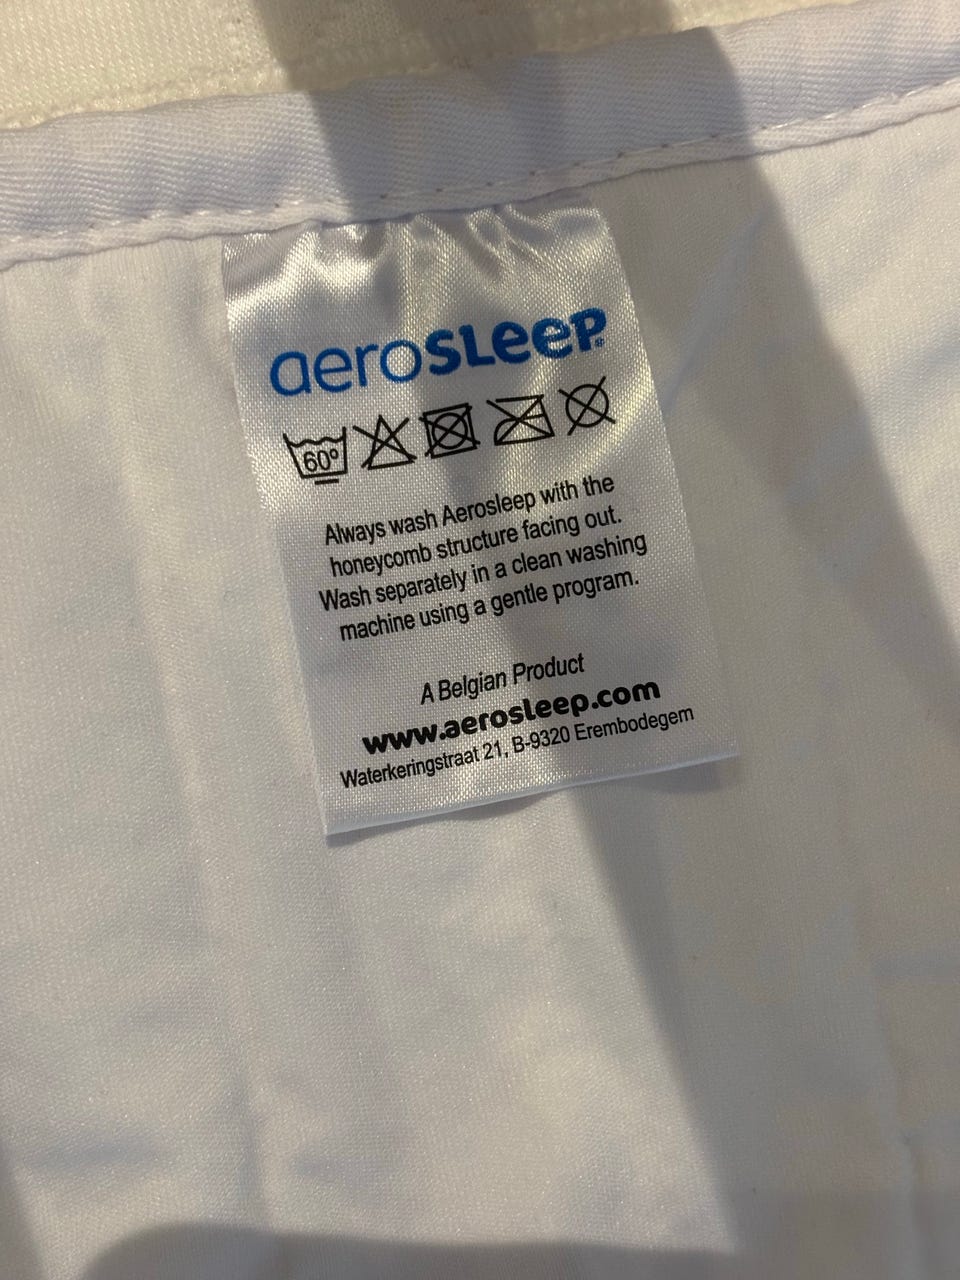 aerosleep®
60°
Always wash Aerosleep with the
honeycomb structure facing out.
Wash separately in a clean washing
machine using a gentle program.
A Belgian Product
www.aerosleep.com
Waterkeringstraat 21, B-9320 Erembodegem